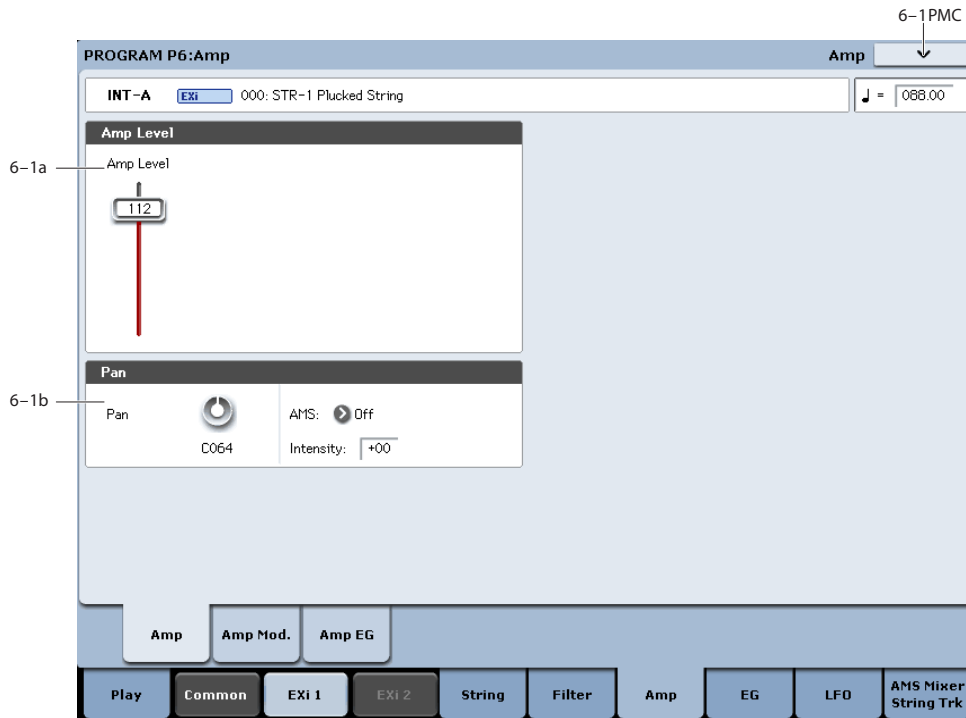 6–1PMC
PROGRAM P6:Amp
Amp
INT-A EXi 000: STR-1 Plucked String
♩ = 088.00
Amp Level
6–1a
Amp Level
112
Pan
6–1b
Pan
AMS: Off
C064
Intensity: +00
Amp
Amp Mod.
Amp EG
Play
Common
EXi 1
EXi 2
String
Filter
Amp
EG
LFO
AMS Mixer
String Trk